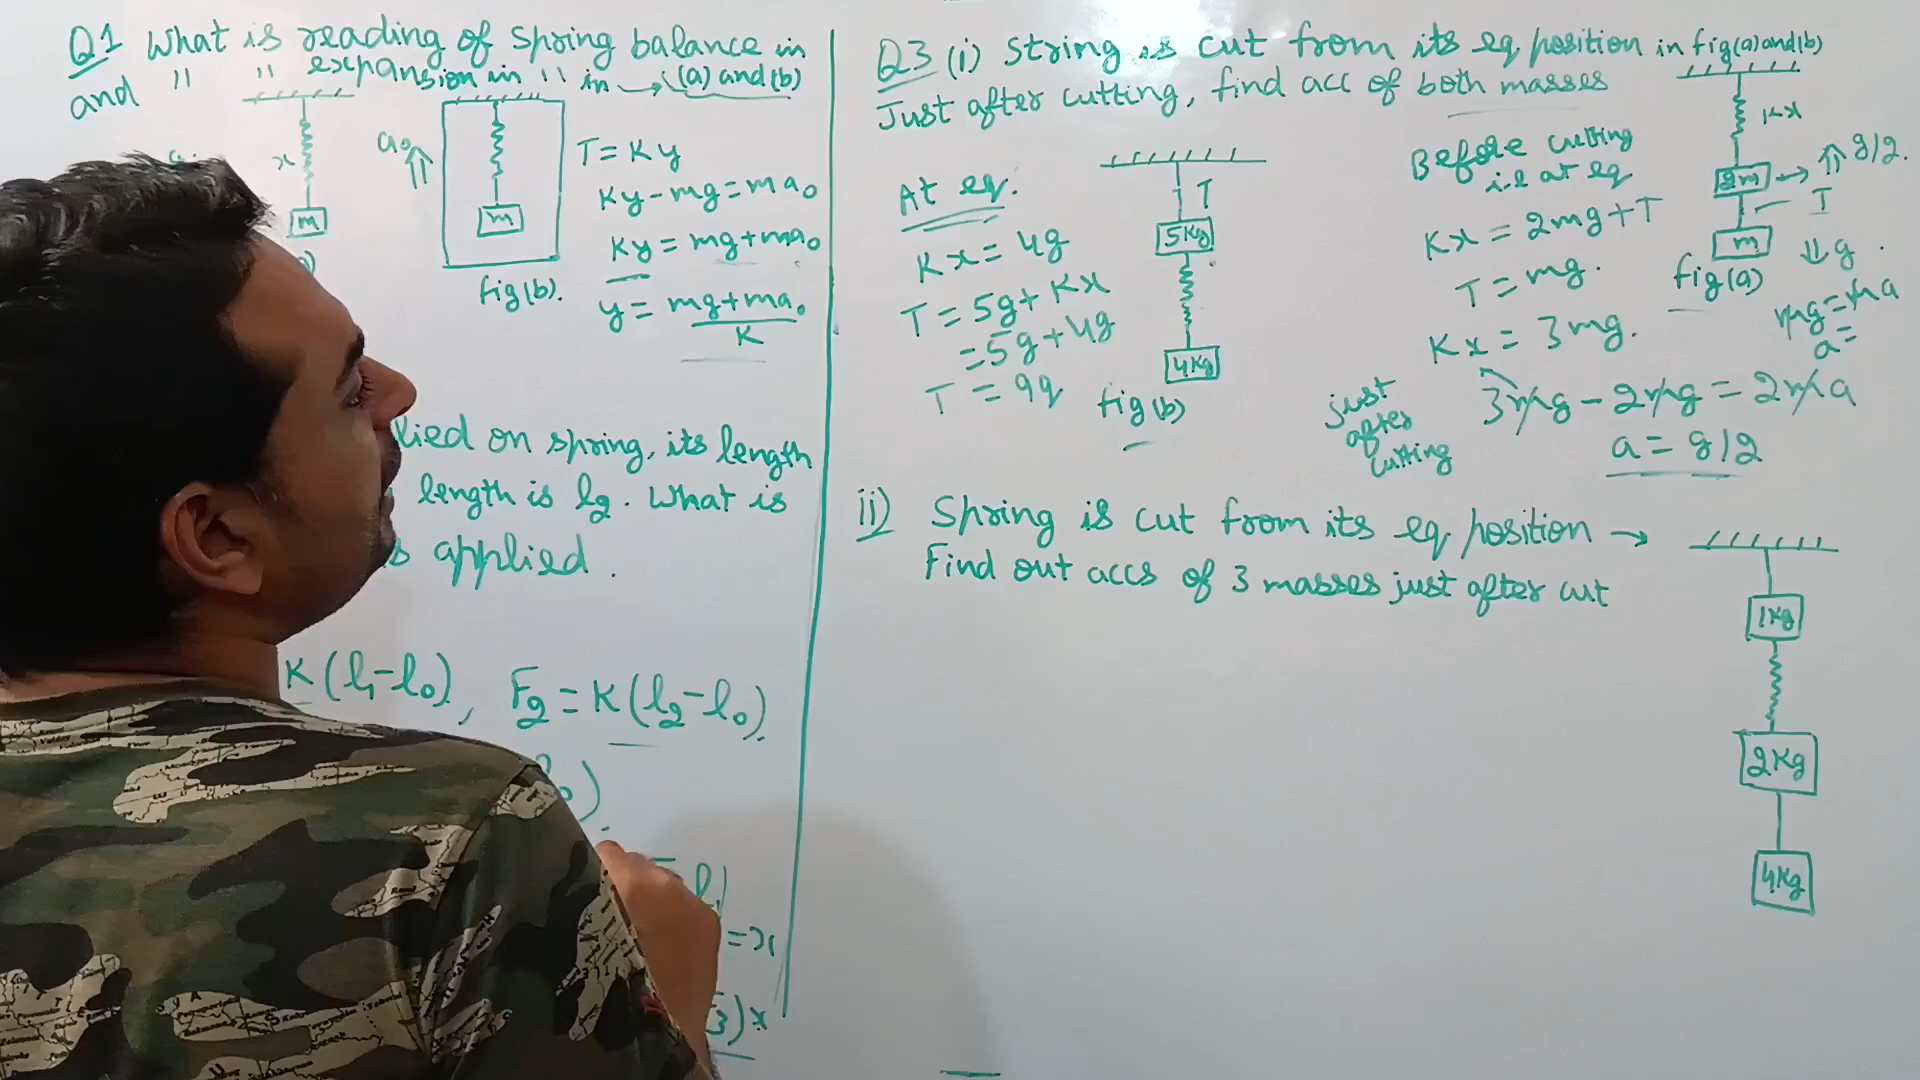 Q1 What is reading of spring balance in
and " " expansion in " in → (a) and (b)
x
m
a₀
m
fig(b).
T = Ky
Ky - mg = ma₀
Ky = mg + ma₀
y = mg + ma₀ / K
lied on spring, its length
length is l₂. What is
applied.
K(l₁-l₀), F₂ = K(l₂-l₀).
Q3 (i) String is cut from its eq position in fig(a) and (b)
Just after cutting, find acc of both masses
At eq.
Kx = 4g
T = 5g + Kx
= 5g + 4g
T = 9g
T
5Kg
4Kg
fig(b)
Before cutting
i.e at eq
Kx = 2mg + T
T = mg.
Kx = 3mg.
just
after
cutting
3mg - 2mg = 2ma
a = g/2
Kx
2m
g/2.
T
m
g
fig(a)
mg = ma
a =
ii) Spring is cut from its eq position →
Find out accs of 3 masses just after cut
1Kg
2Kg
4Kg